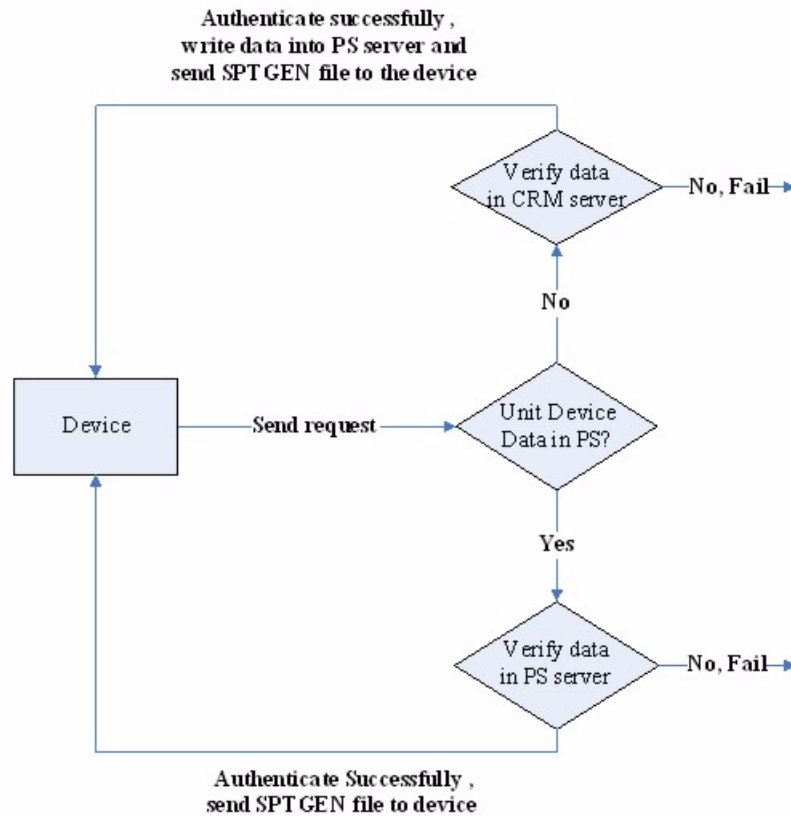 Authenticate successfully ,
write data into PS server and
send SPTGEN file to the device
Verify data
in CRM server
No, Fail
No
Device
Send request
Unit Device
Data in PS?
Yes
Verify data
in PS server
No, Fail
Authenticate Successfully ,
send SPTGEN file to device